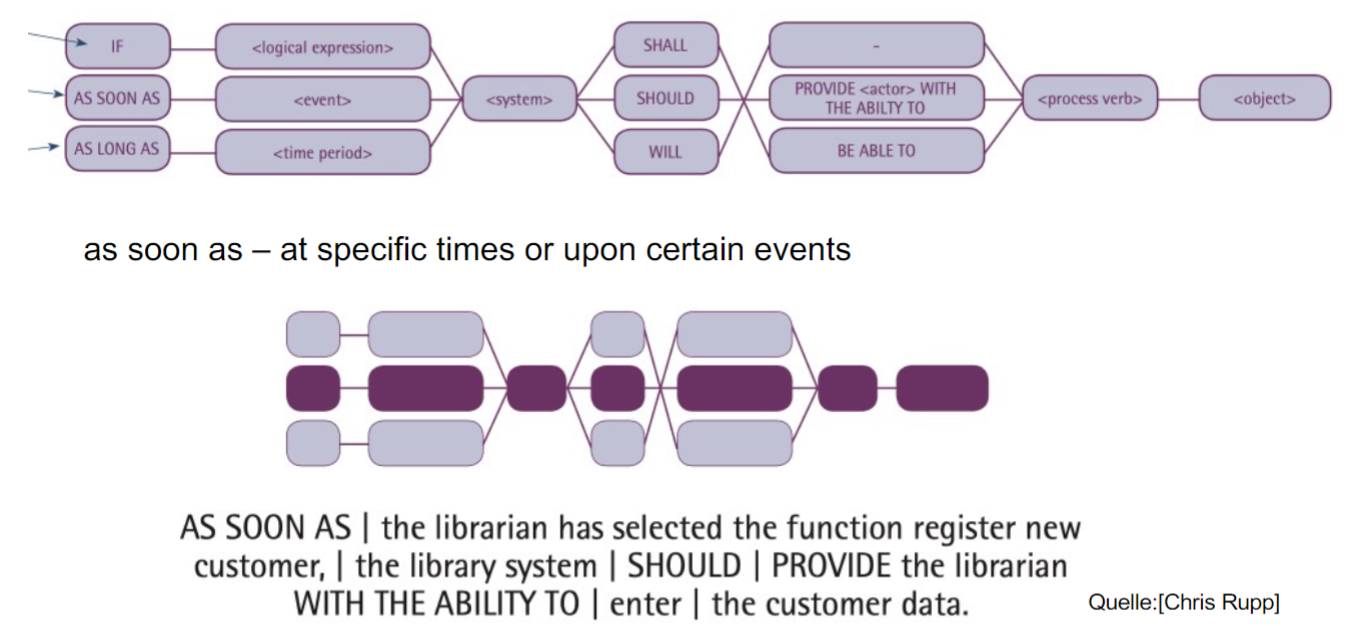 IF <logical expression> SHALL -
AS SOON AS <event> <system> SHOULD PROVIDE <actor> WITH
THE ABILTY TO <process verb> <object>
AS LONG AS <time period> WILL BE ABLE TO
as soon as – at specific times or upon certain events
AS SOON AS | the librarian has selected the function register new
customer, | the library system | SHOULD | PROVIDE the librarian
WITH THE ABILITY TO | enter | the customer data.
Quelle:[Chris Rupp]